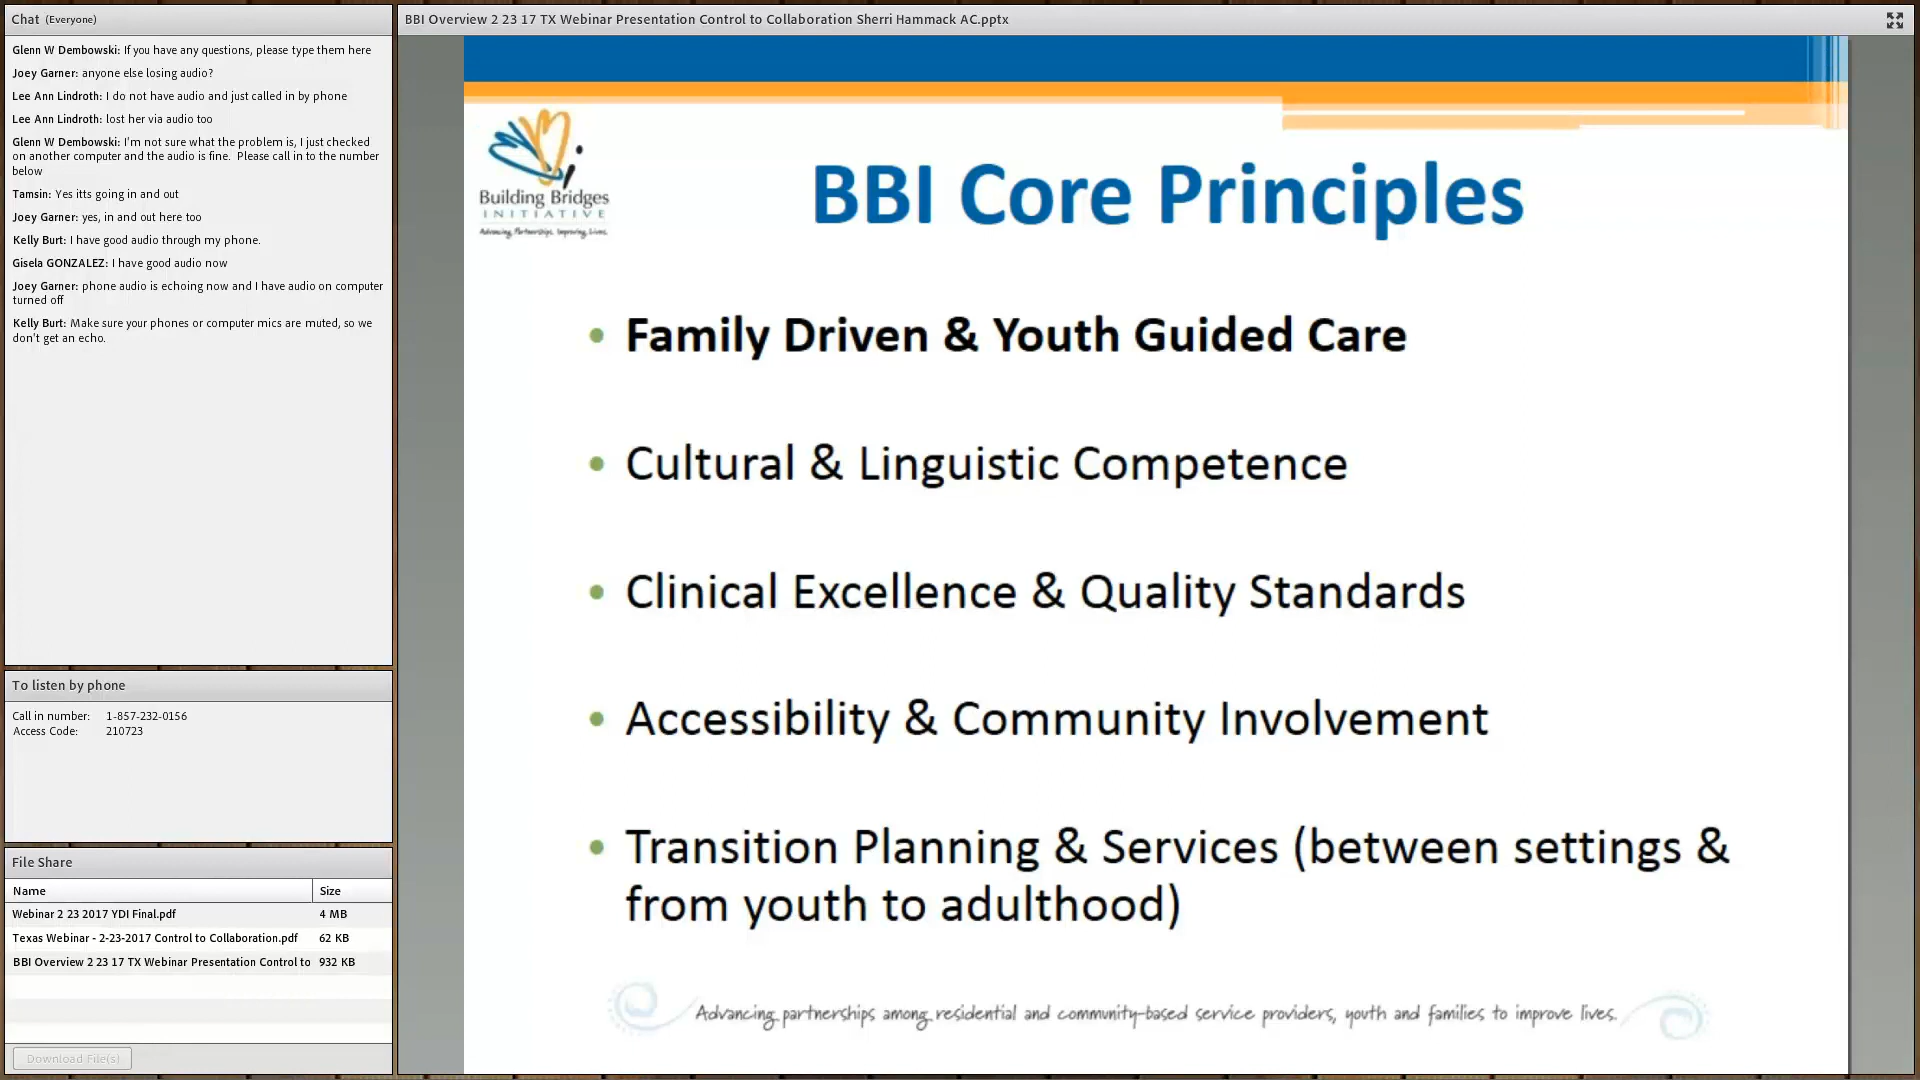 Chat (Everyone)
Glenn W Dembowski: If you have any questions, please type them here
Joey Garner: anyone else losing audio?
Lee Ann Lindroth: I do not have audio and just called in by phone
Lee Ann Lindroth: lost her via audio too
Glenn W Dembowski: I'm not sure what the problem is, I just checked
on another computer and the audio is fine.  Please call in to the number
below
Tamsin: Yes itts going in and out
Joey Garner: yes, in and out here too
Kelly Burt: I have good audio through my phone.
Gisela GONZALEZ: I have good audio now
Joey Garner: phone audio is echoing now and I have audio on computer
turned off
Kelly Burt: Make sure your phones or computer mics are muted, so we
don't get an echo.
To listen by phone
Call in number: 1-857-232-0156
Access Code: 210723
File Share
Name Size
Webinar 2 23 2017 YDI Final.pdf 4 MB
Texas Webinar - 2-23-2017 Control to Collaboration.pdf 62 KB
BBI Overview 2 23 17 TX Webinar Presentation Control to 932 KB
Download File(s)
BBI Overview 2 23 17 TX Webinar Presentation Control to Collaboration Sherri Hammack AC.pptx
Building Bridges
INITIATIVE
Advancing Partnerships. Improving Lives.
BBI Core Principles
• Family Driven & Youth Guided Care
• Cultural & Linguistic Competence
• Clinical Excellence & Quality Standards
• Accessibility & Community Involvement
• Transition Planning & Services (between settings &
from youth to adulthood)
Advancing partnerships among residential and community-based service providers, youth and families to improve lives.